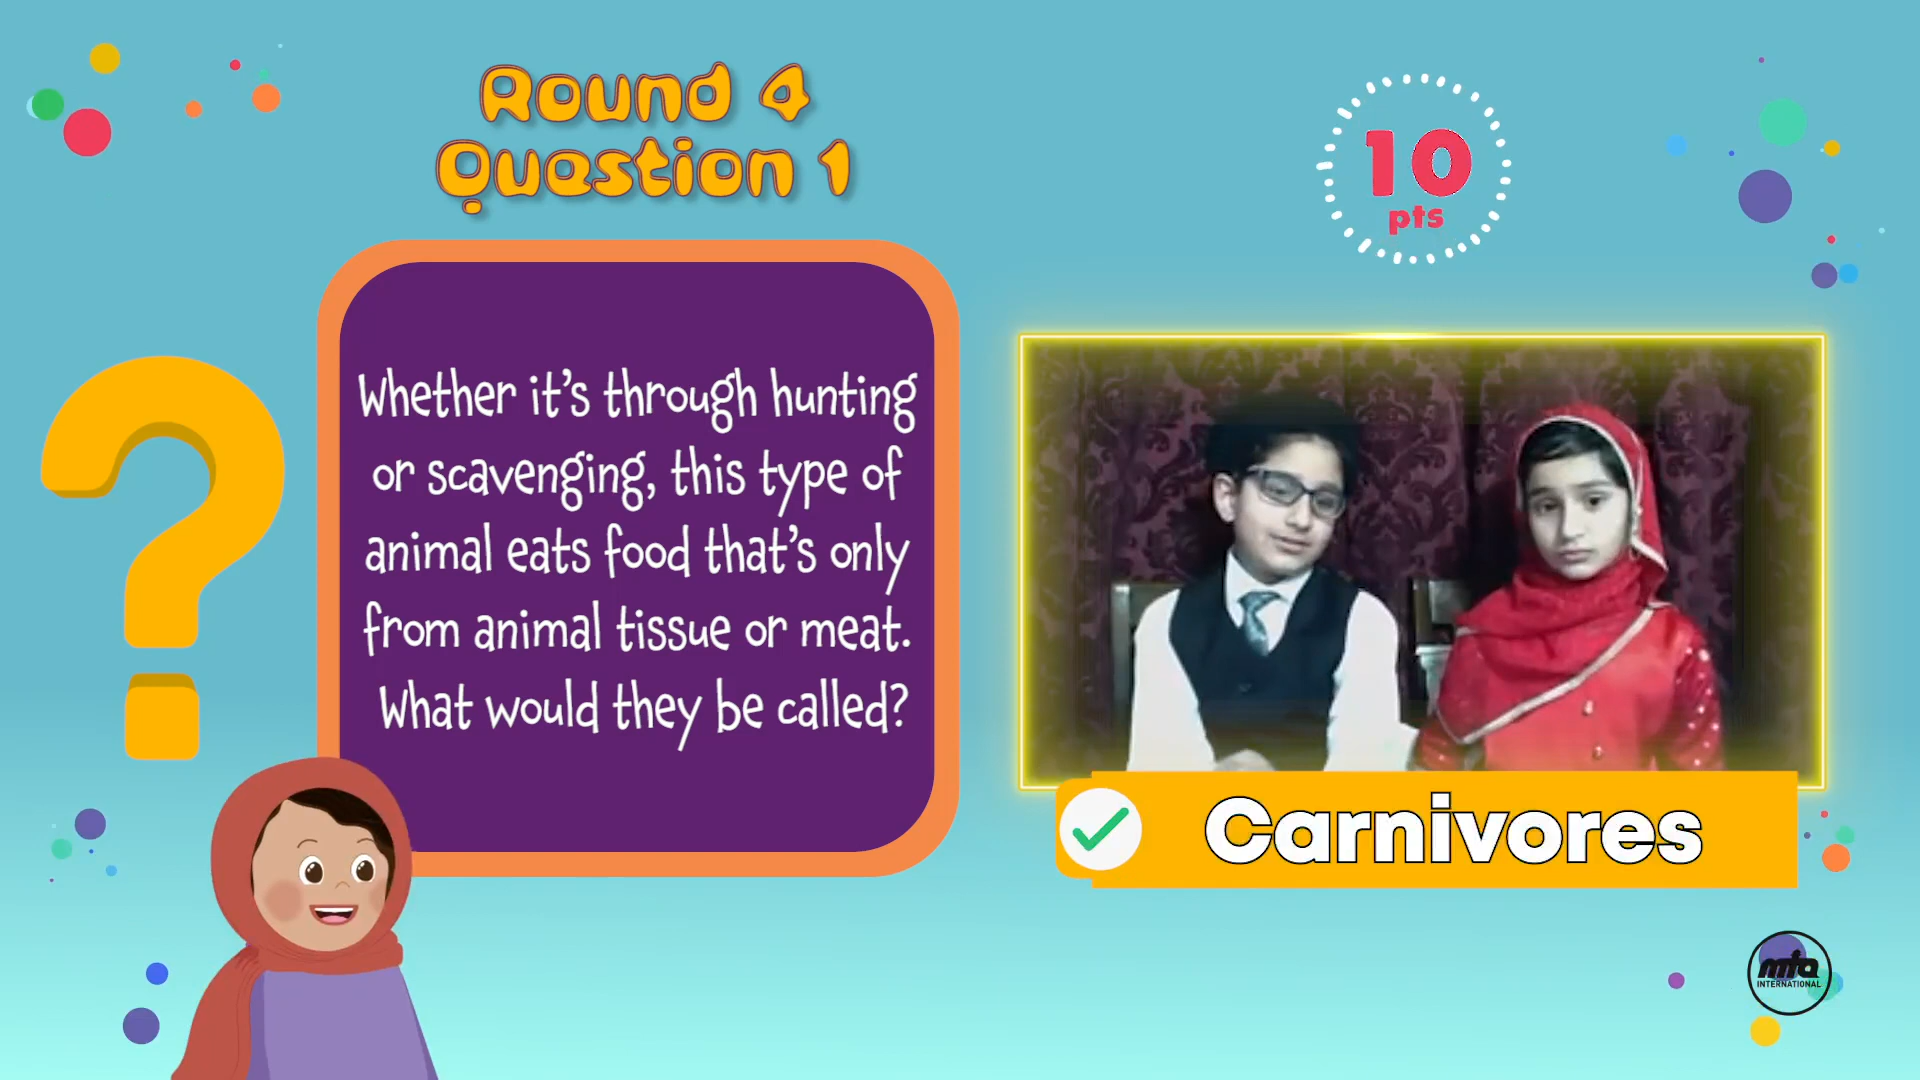 Round 4
Question 1
10
pts
Whether it's through hunting
or scavenging, this type of
animal eats food that's only
from animal tissue or meat.
What would they be called?
Carnivores
mta
INTERNATIONAL